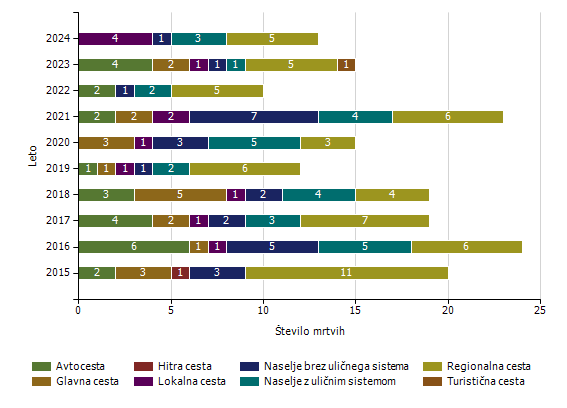 2024 4 1 3 5
2023 4 2 1 1 1 5 1
2022 2 1 2 5
2021 2 2 2 7 4 6
2020 3 1 3 5 3
2019 1 1 1 1 2 6
2018 3 5 1 2 4 4
2017 4 2 1 2 3 7
2016 6 1 1 5 5 6
2015 2 3 1 3 11
Leto
0 5 10 15 20 25
Število mrtvih
Avtocesta Hitra cesta Naselje brez uličnega sistema Regionalna cesta
Glavna cesta Lokalna cesta Naselje z uličnim sistemom Turistična cesta